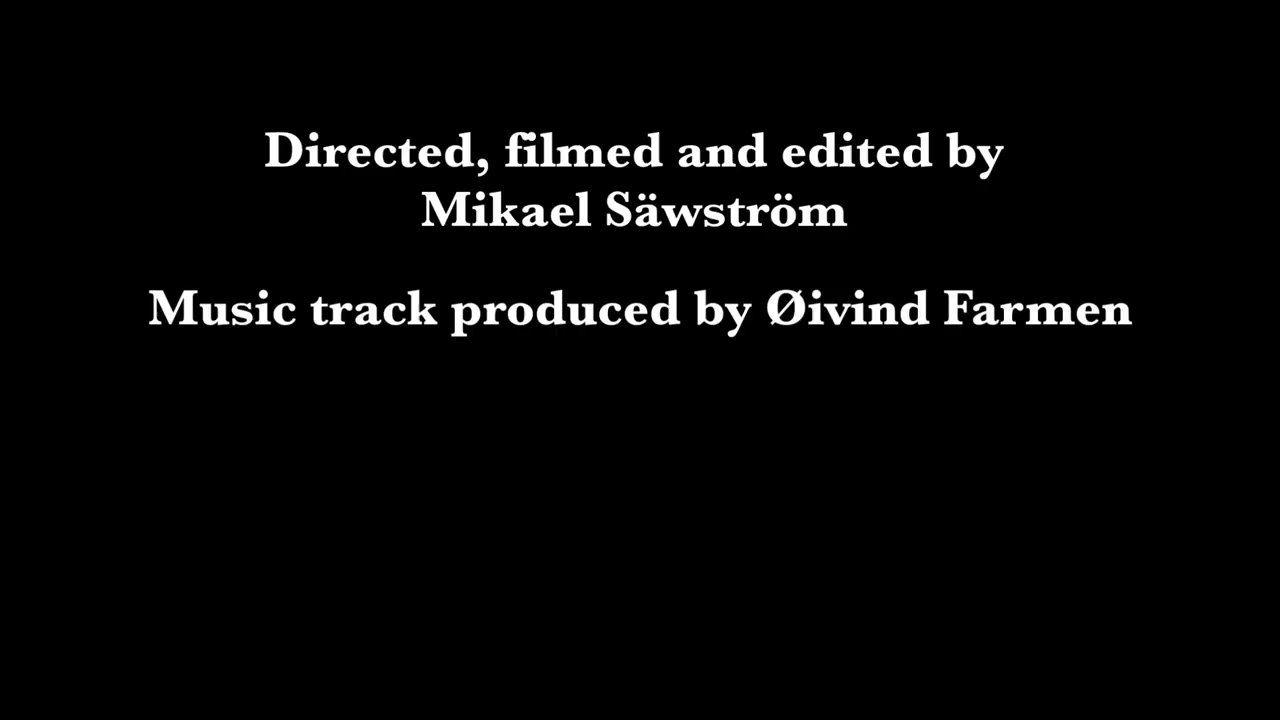 Directed, filmed and edited by
Mikael Säwström
Music track produced by Øivind Farmen